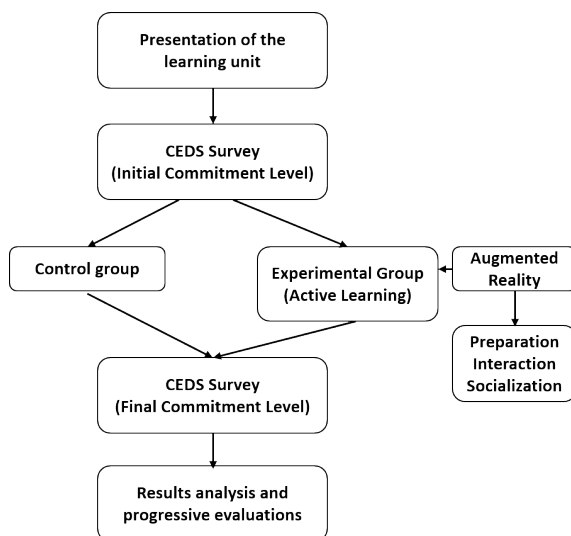 Presentation of the
learning unit
CEDS Survey
(Initial Commitment Level)
Control group
Experimental Group
(Active Learning)
Augmented
Reality
Preparation
Interaction
Socialization
CEDS Survey
(Final Commitment Level)
Results analysis and
progressive evaluations